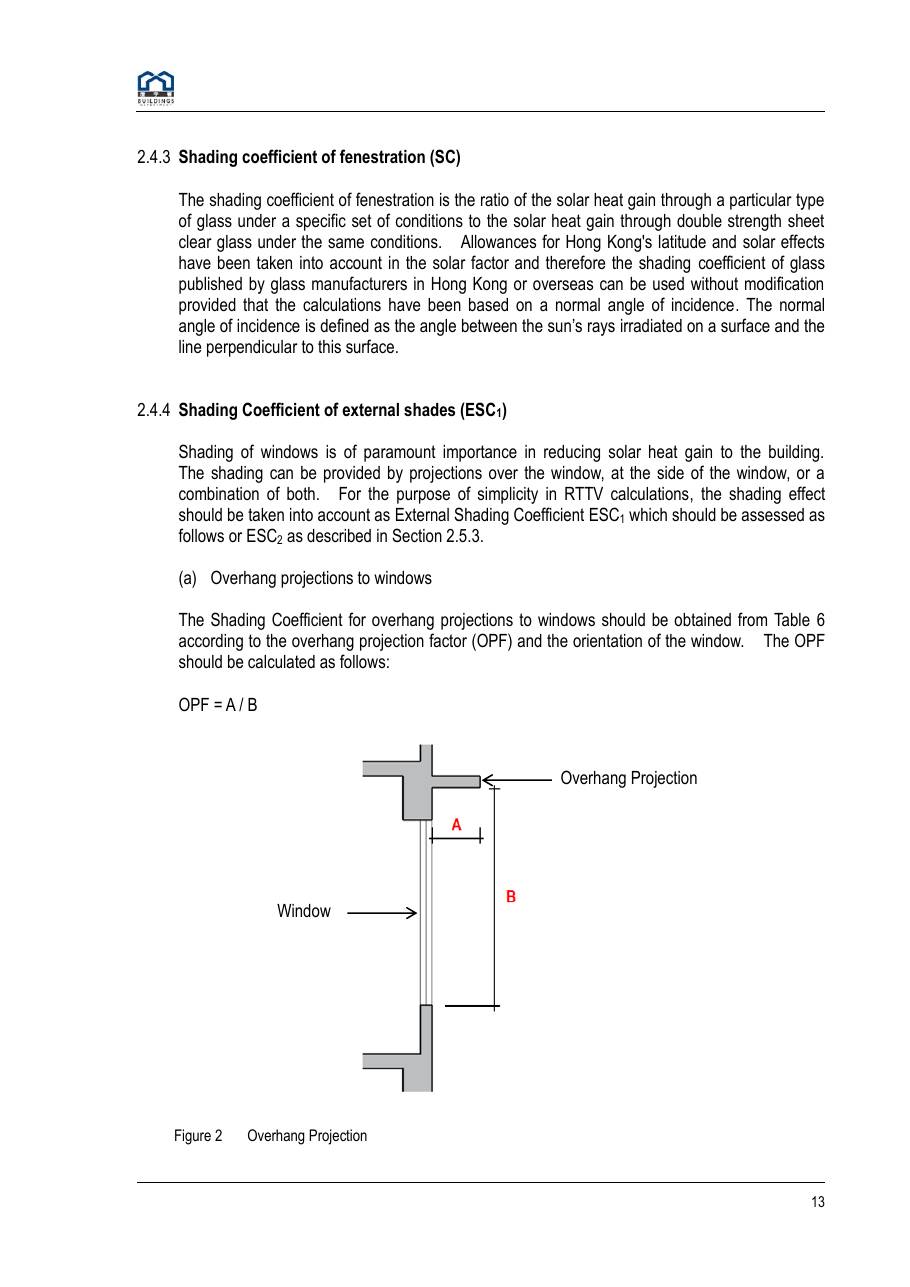 BUILDINGS
2.4.3 Shading coefficient of fenestration (SC)
The shading coefficient of fenestration is the ratio of the solar heat gain through a particular type
of glass under a specific set of conditions to the solar heat gain through double strength sheet
clear glass under the same conditions. Allowances for Hong Kong's latitude and solar effects
have been taken into account in the solar factor and therefore the shading coefficient of glass
published by glass manufacturers in Hong Kong or overseas can be used without modification
provided that the calculations have been based on a normal angle of incidence. The normal
angle of incidence is defined as the angle between the sun’s rays irradiated on a surface and the
line perpendicular to this surface.
2.4.4 Shading Coefficient of external shades (ESC₁)
Shading of windows is of paramount importance in reducing solar heat gain to the building.
The shading can be provided by projections over the window, at the side of the window, or a
combination of both. For the purpose of simplicity in RTTV calculations, the shading effect
should be taken into account as External Shading Coefficient ESC₁ which should be assessed as
follows or ESC₂ as described in Section 2.5.3.
(a) Overhang projections to windows
The Shading Coefficient for overhang projections to windows should be obtained from Table 6
according to the overhang projection factor (OPF) and the orientation of the window. The OPF
should be calculated as follows:
OPF = A / B
Overhang Projection
A
B
Window
Figure 2 Overhang Projection
13